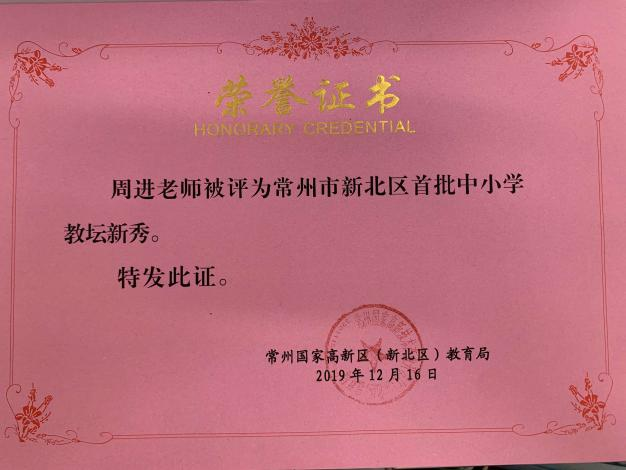 荣誉证书
HONORARY CREDENTIAL
周进老师被评为常州市新北区首批中小学
教坛新秀。
特发此证。
常州国家高新区（新北区）教育局
2019年12月16日